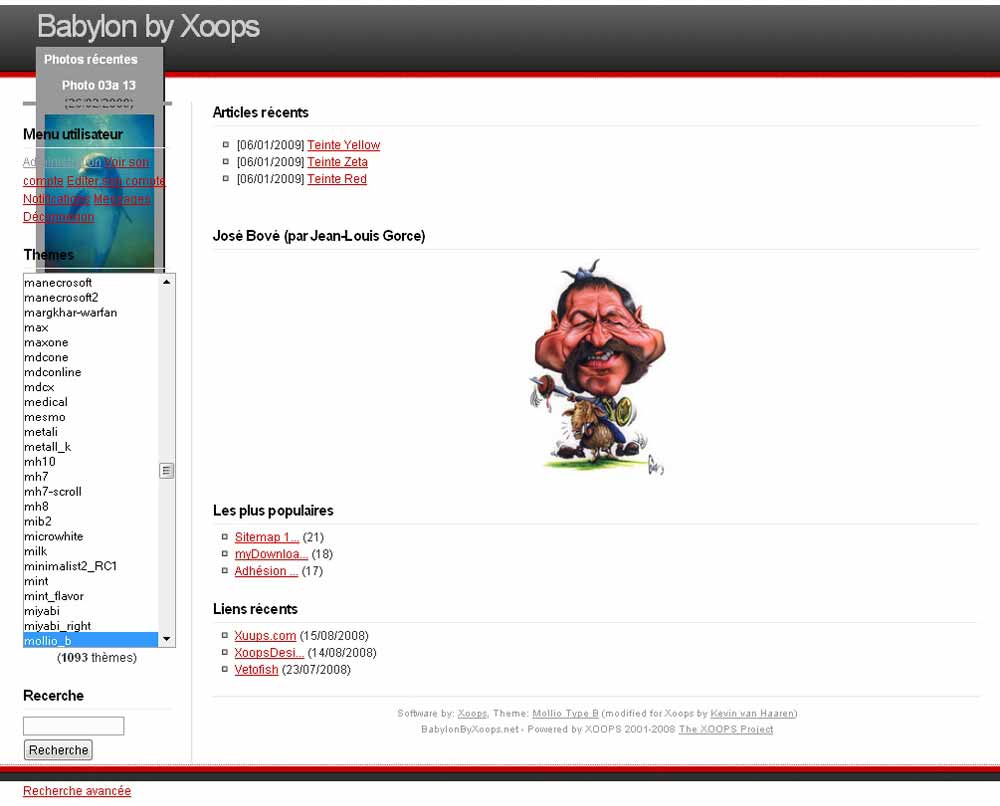 Babylon by Xoops
Photos récentes
Photo 03a 13
(26/02/2008)
Menu utilisateur
Administration Voir son
compte Editer son compte
Notifications Messages
Déconnexion
Themes
manecrosoft
manecrosoft2
margkhar-warfan
max
maxone
mdcone
mdconline
mdcx
medical
mesmo
metali
metall_k
mh10
mh7
mh7-scroll
mh8
mib2
microwhite
milk
minimalist2_RC1
mint
mint_flavor
miyabi
miyabi_right
mollio_b
(1093 thèmes)
Recerche
Recherche
Recherche avancée
Articles récents
[06/01/2009] Teinte Yellow
[06/01/2009] Teinte Zeta
[06/01/2009] Teinte Red
José Bové (par Jean-Louis Gorce)
Les plus populaires
Sitemap 1... (21)
myDownloa... (18)
Adhésion ... (17)
Liens récents
Xuups.com (15/08/2008)
XoopsDesi... (14/08/2008)
Vetofish (23/07/2008)
Software by: Xoops, Theme: Mollio Type B (modified for Xoops by Kevin van Haaren)
BabylonByXoops.net - Powered by XOOPS 2001-2008 The XOOPS Project